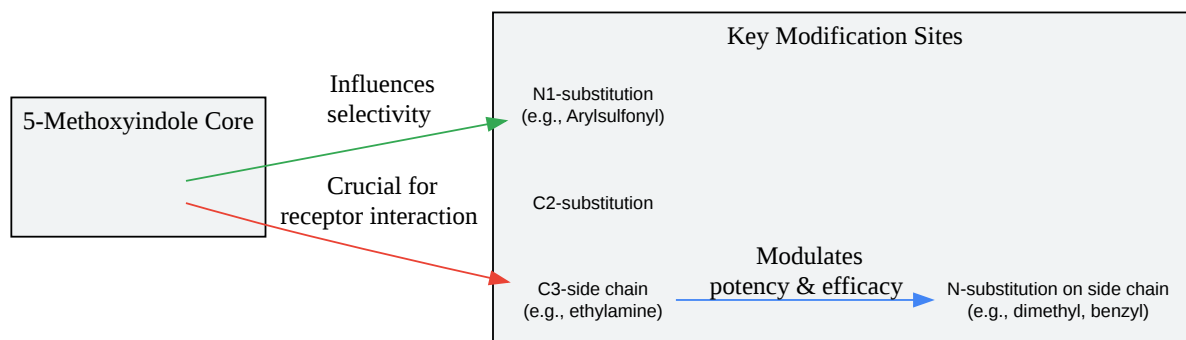 Key Modification Sites
5-Methoxyindole Core
Influences
selectivity
N1-substitution
(e.g., Arylsulfonyl)
Crucial for
receptor interaction
C2-substitution
C3-side chain
(e.g., ethylamine)
Modulates
potency & efficacy
N-substitution on side chain
(e.g., dimethyl, benzyl)